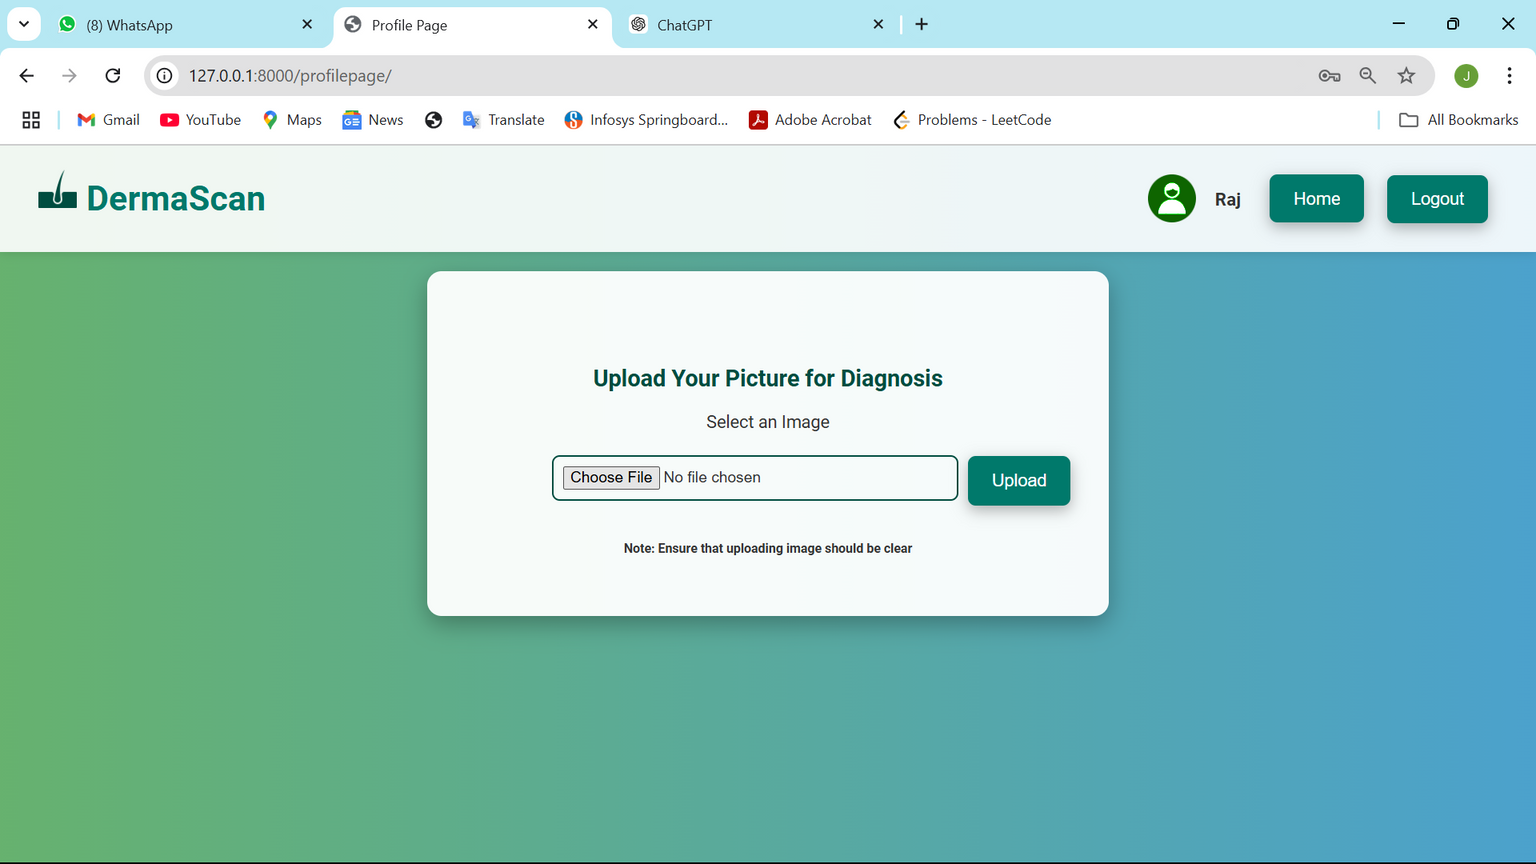 (8) WhatsApp
Profile Page
ChatGPT
127.0.0.1:8000/profilepage/
J
Gmail
YouTube
Maps
News
Translate
Infosys Springboard...
Adobe Acrobat
Problems - LeetCode
All Bookmarks
DermaScan
Raj
Home
Logout
Upload Your Picture for Diagnosis
Select an Image
Choose File No file chosen
Upload
Note: Ensure that uploading image should be clear